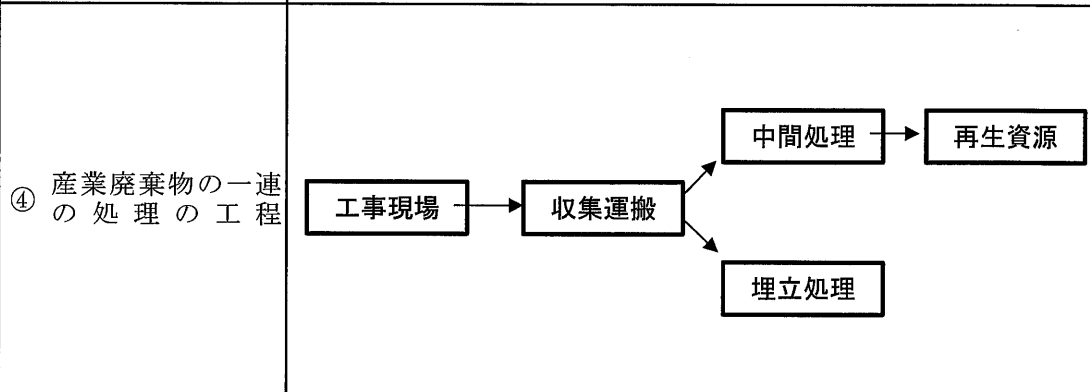 ④ 産業廃棄物の一連
の処理の工程
工事現場
収集運搬
中間処理
再生資源
埋立処理